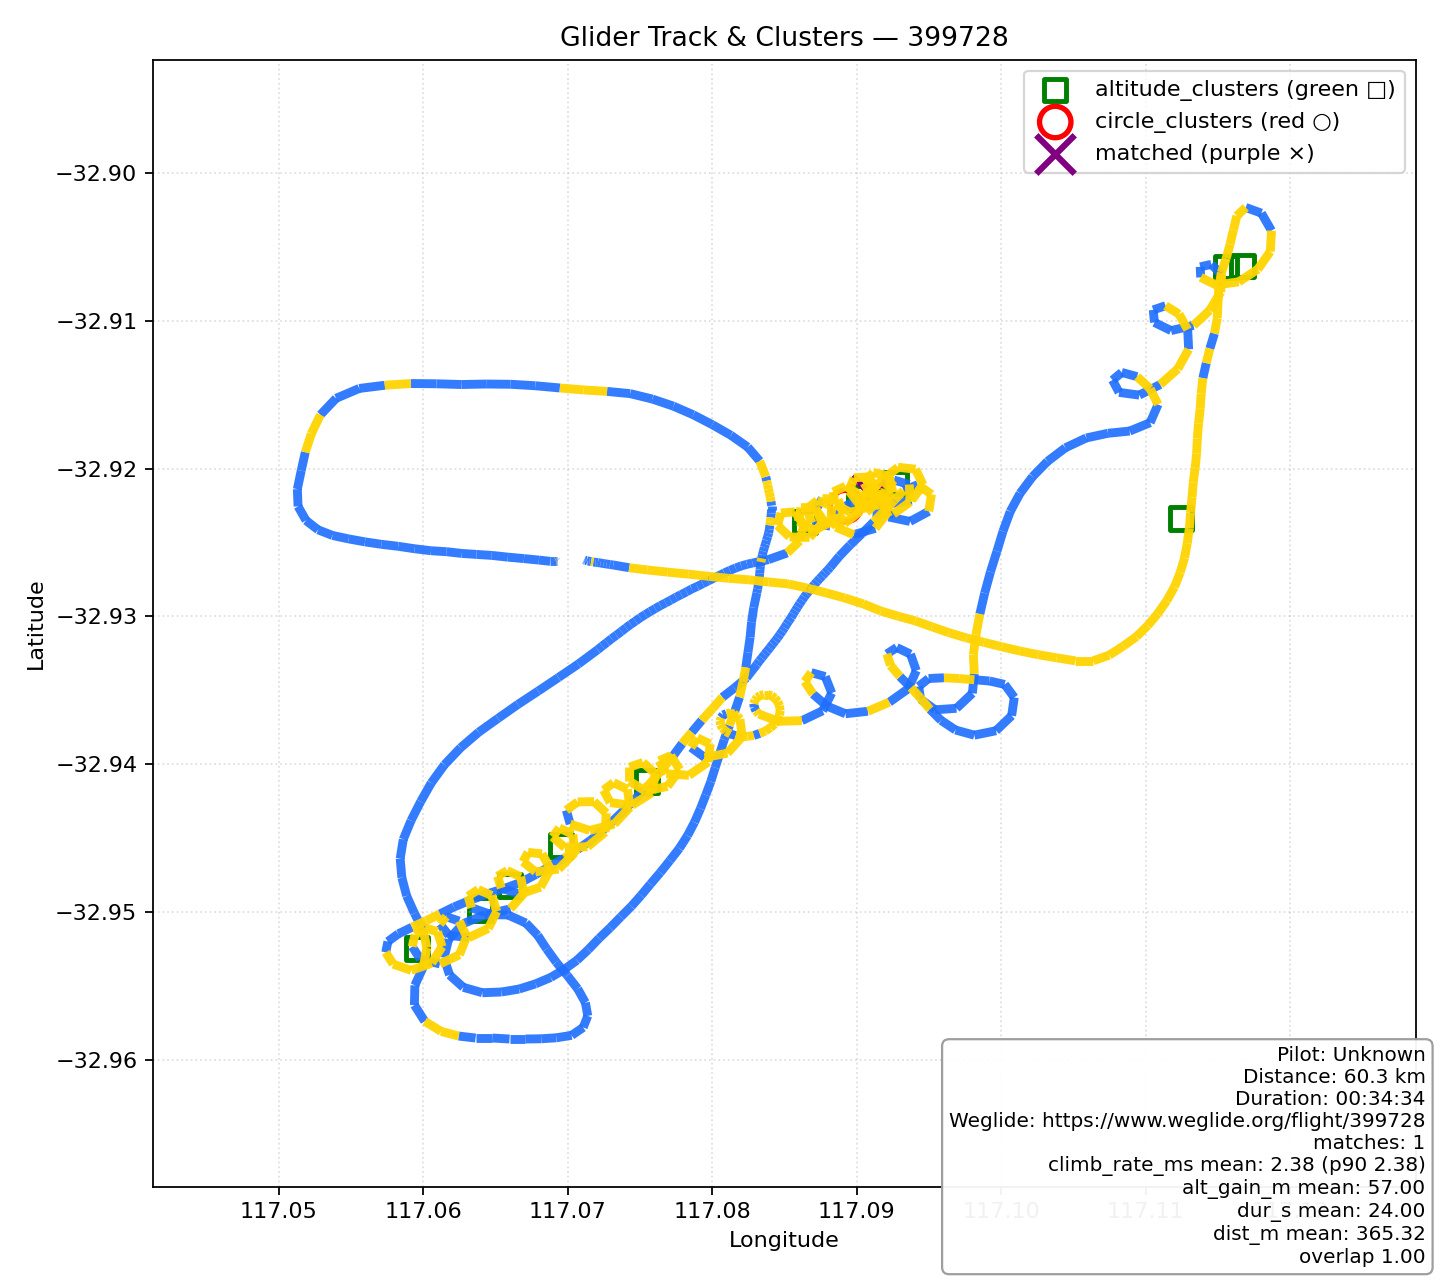 Glider Track & Clusters — 399728
altitude_clusters (green □)
circle_clusters (red ○)
matched (purple ×)
−32.90
−32.91
−32.92
−32.93
−32.94
−32.95
−32.96
Latitude
117.05
117.06
117.07
117.08
117.09
117.10
117.11
Longitude
Pilot: Unknown
Distance: 60.3 km
Duration: 00:34:34
Weglide: https://www.weglide.org/flight/399728
matches: 1
climb_rate_ms mean: 2.38 (p90 2.38)
alt_gain_m mean: 57.00
dur_s mean: 24.00
dist_m mean: 365.32
overlap 1.00